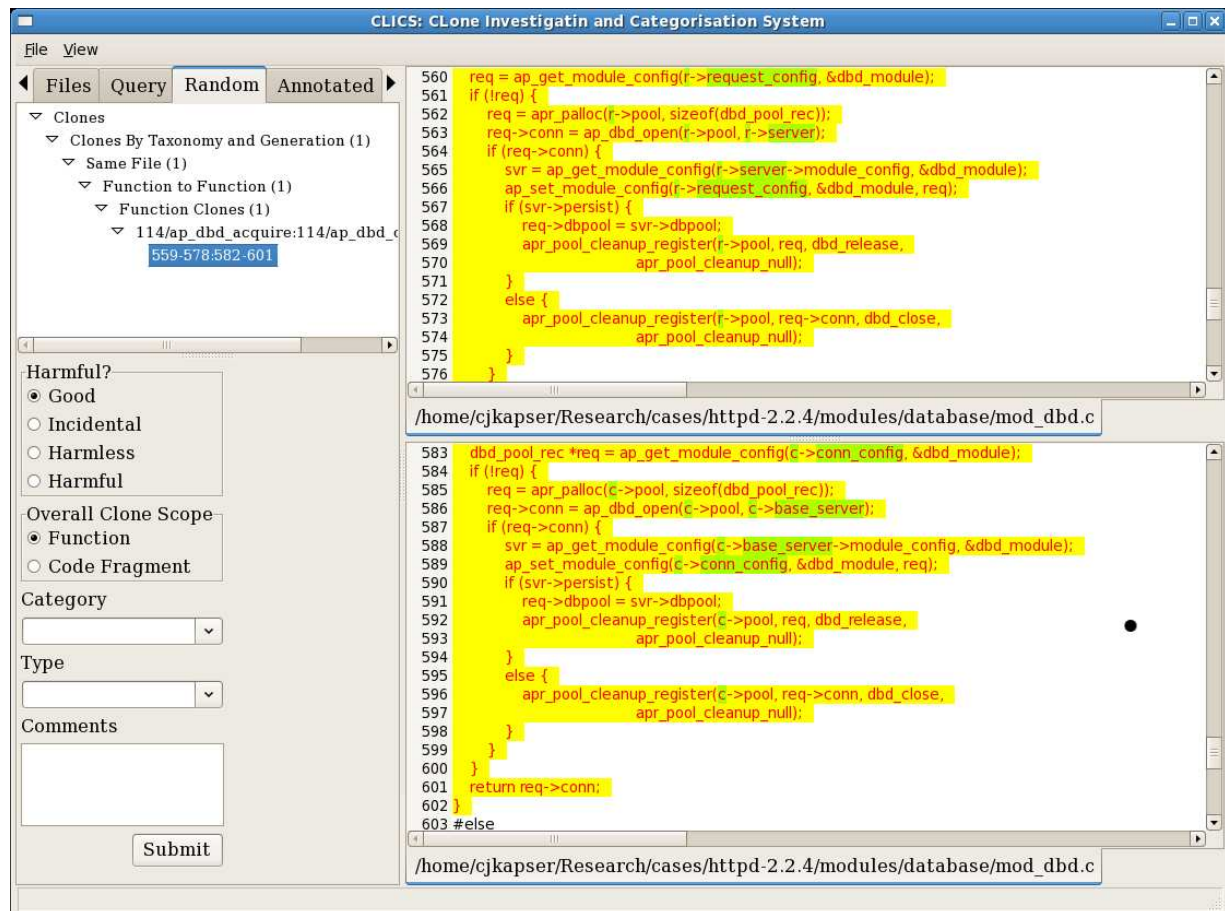 CLICS: CLone Investigatin and Categorisation System
File View
Files Query Random Annotated
Clones
Clones By Taxonomy and Generation (1)
Same File (1)
Function to Function (1)
Function Clones (1)
114/ap_dbd_acquire:114/ap_dbd_
559-578:582-601
Harmful?
Good
Incidental
Harmless
Harmful
Overall Clone Scope
Function
Code Fragment
Category
Type
Comments
Submit
560 req = ap_get_module_config(r->request_config, &dbd_module);
561 if (!req) {
562 req = apr_palloc(r->pool, sizeof(dbd_pool_rec));
563 req->conn = ap_dbd_open(r->pool, r->server);
564 if (req->conn) {
565 svr = ap_get_module_config(r->server->module_config, &dbd_module);
566 ap_set_module_config(r->request_config, &dbd_module, req);
567 if (svr->persist) {
568 req->dbpool = svr->dbpool;
569 apr_pool_cleanup_register(r->pool, req, dbd_release,
570 apr_pool_cleanup_null);
571 }
572 else {
573 apr_pool_cleanup_register(r->pool, req->conn, dbd_close,
574 apr_pool_cleanup_null);
575 }
576 }
/home/cjkapser/Research/cases/httpd-2.2.4/modules/database/mod_dbd.c
583 dbd_pool_rec *req = ap_get_module_config(c->conn_config, &dbd_module);
584 if (!req) {
585 req = apr_palloc(c->pool, sizeof(dbd_pool_rec));
586 req->conn = ap_dbd_open(c->pool, c->base_server);
587 if (req->conn) {
588 svr = ap_get_module_config(c->base_server->module_config, &dbd_module);
589 ap_set_module_config(c->conn_config, &dbd_module, req);
590 if (svr->persist) {
591 req->dbpool = svr->dbpool;
592 apr_pool_cleanup_register(c->pool, req, dbd_release,
593 apr_pool_cleanup_null);
594 }
595 else {
596 apr_pool_cleanup_register(c->pool, req->conn, dbd_close,
597 apr_pool_cleanup_null);
598 }
599 }
600 }
601 return req->conn;
602 }
603 #else
/home/cjkapser/Research/cases/httpd-2.2.4/modules/database/mod_dbd.c